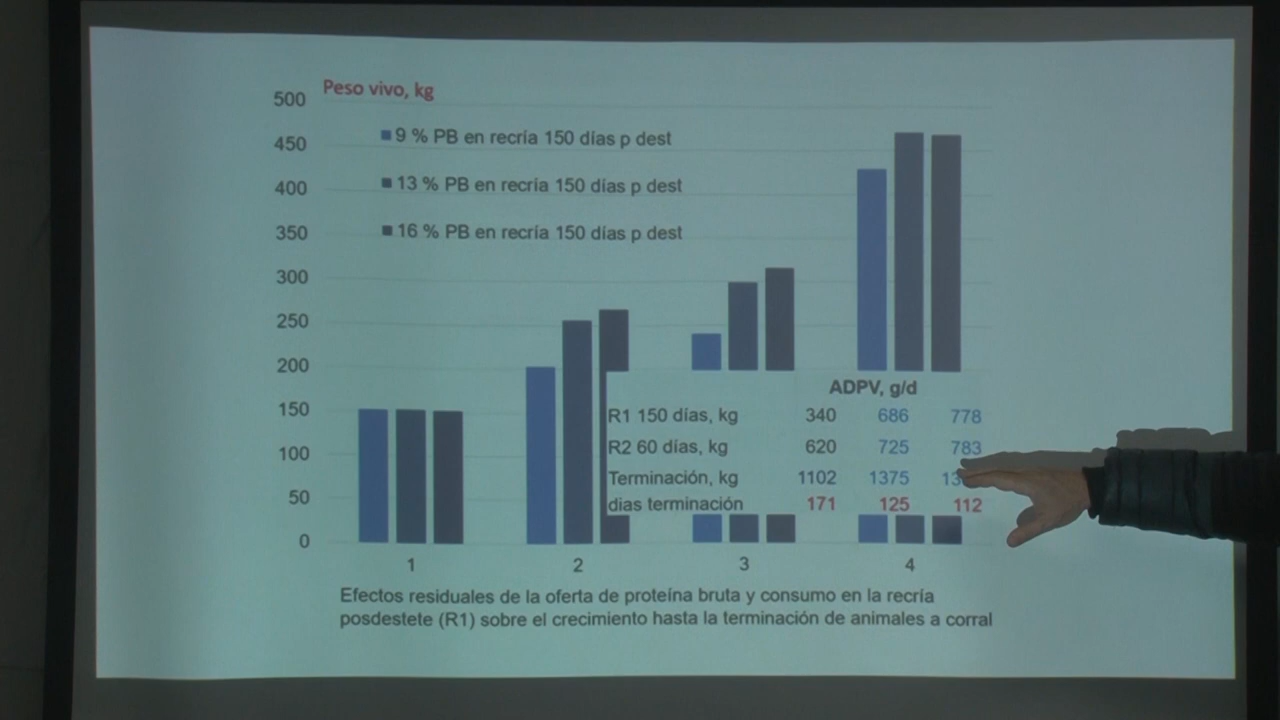 Peso vivo, kg
500
450
400
350
300
250
200
150
100
50
0
9 % PB en recría 150 días p dest
13 % PB en recría 150 días p dest
16 % PB en recría 150 días p dest
ADPV, g/d
R1 150 días, kg 340 686 778
R2 60 días, kg 620 725 783
Terminación, kg 1102 1375
dias terminación 171 125 112
1 2 3 4
Efectos residuales de la oferta de proteína bruta y consumo en la recría
posdestete (R1) sobre el crecimiento hasta la terminación de animales a corral